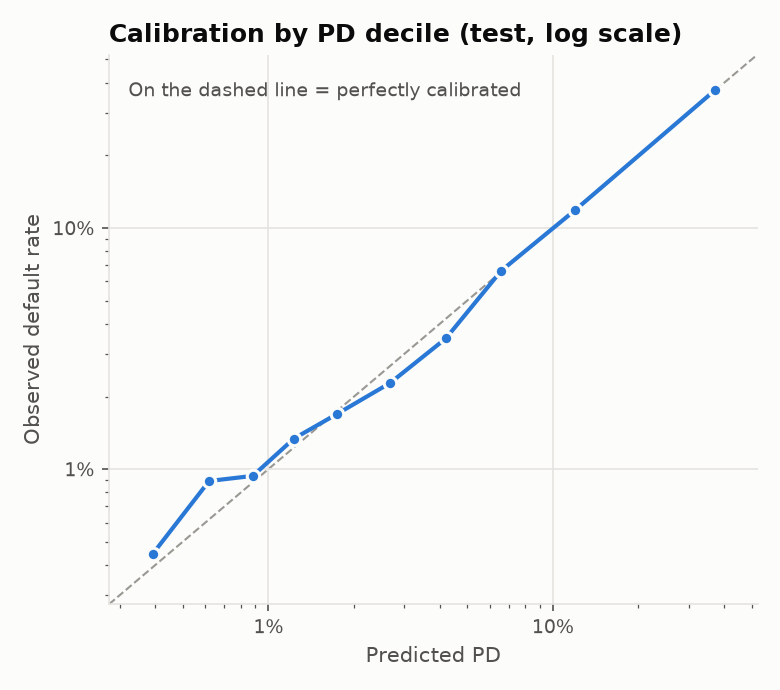 Calibration by PD decile (test, log scale)
On the dashed line = perfectly calibrated
Observed default rate
10%
1%
1%
10%
Predicted PD